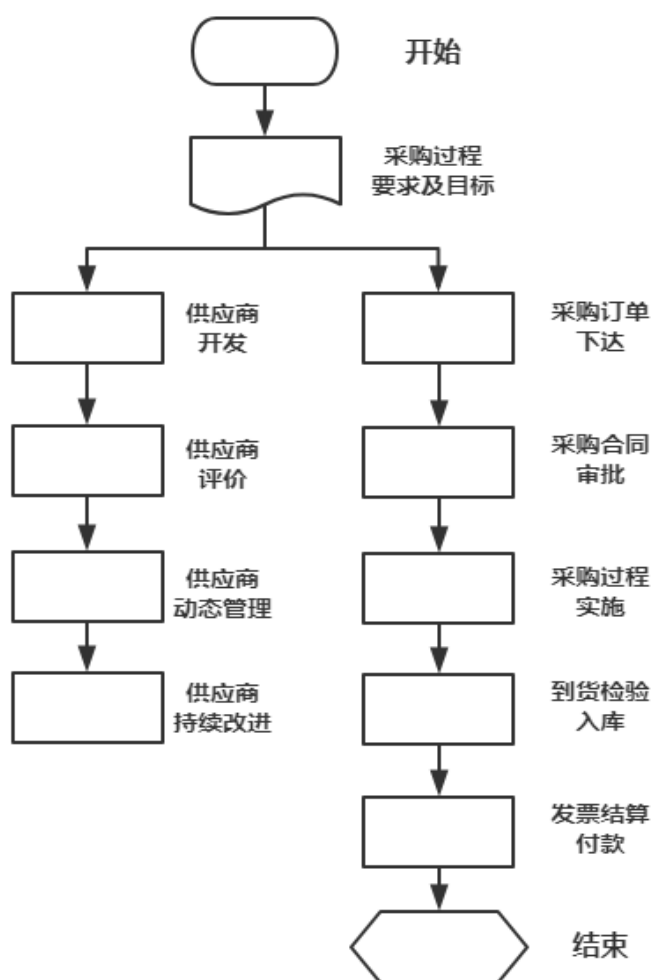 开始
采购过程
要求及目标
供应商
开发
采购订单
下达
供应商
评价
采购合同
审批
供应商
动态管理
采购过程
实施
供应商
持续改进
到货检验
入库
发票结算
付款
结束